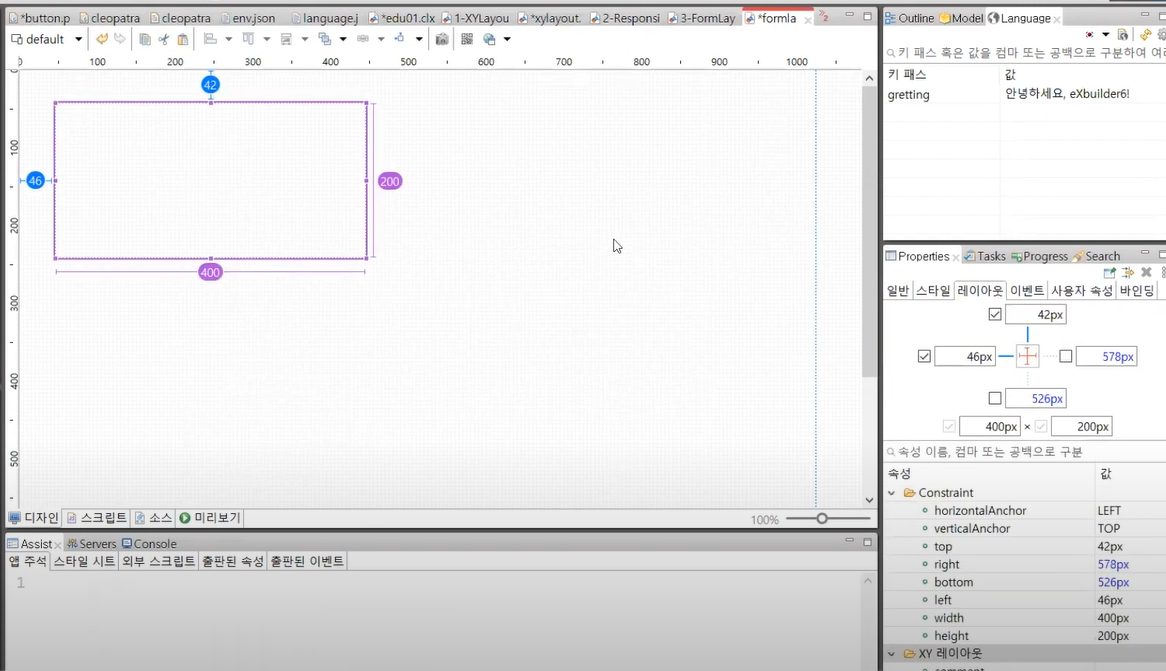 *button.p cleopatra cleopatra env.json language.j *edu01.clx 1-XYLayou *xylayout. 2-Responsi 3-FormLay *formla 2
default
0 100 200 300 400 500 600 700 800 900 1000
0
100
200
300
400
500
42
46
200
400
디자인 스크립트 소스 미리보기
100%
Assist Servers Console
앱 주석 스타일 시트 외부 스크립트 출판된 속성 출판된 이벤트
1
Outline Model Language
키 패스 혹은 값을 컴마 또는 공백으로 구분하여 여러
키 패스 값
gretting 안녕하세요, eXbuilder6!
Properties Tasks Progress Search
일반 스타일 레이아웃 이벤트 사용자 속성 바인딩
42px
46px 578px
526px
400px × 200px
속성 이름, 컴마 또는 공백으로 구분
속성 값
Constraint
horizontalAnchor LEFT
verticalAnchor TOP
top 42px
right 578px
bottom 526px
left 46px
width 400px
height 200px
XY 레이아웃